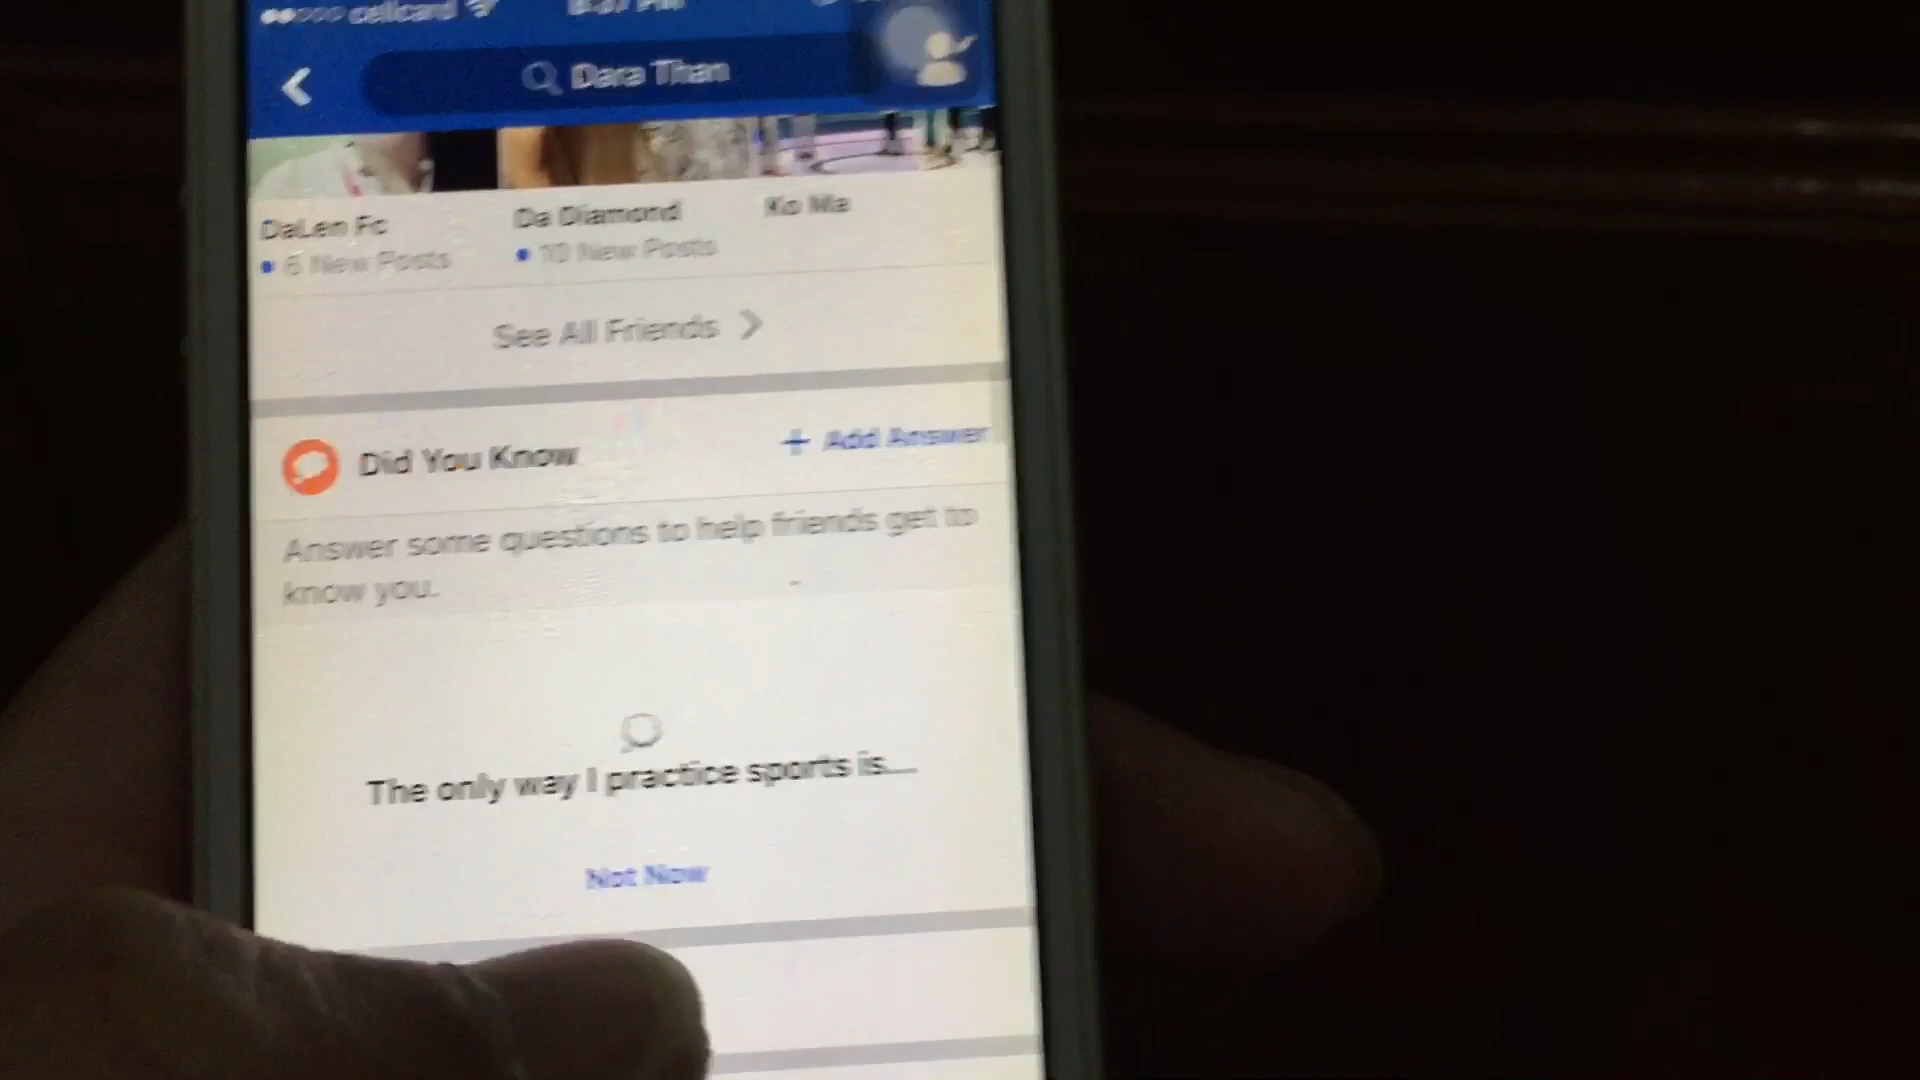 cellcard
Dara Than
DaLen Fc
Da Diamond
Ko Ma
6 New Posts
10 New Posts
See All Friends
Did You Know
+ Add Answer
Answer some questions to help friends get to
know you.
The only way I practice sports is...
Not Now